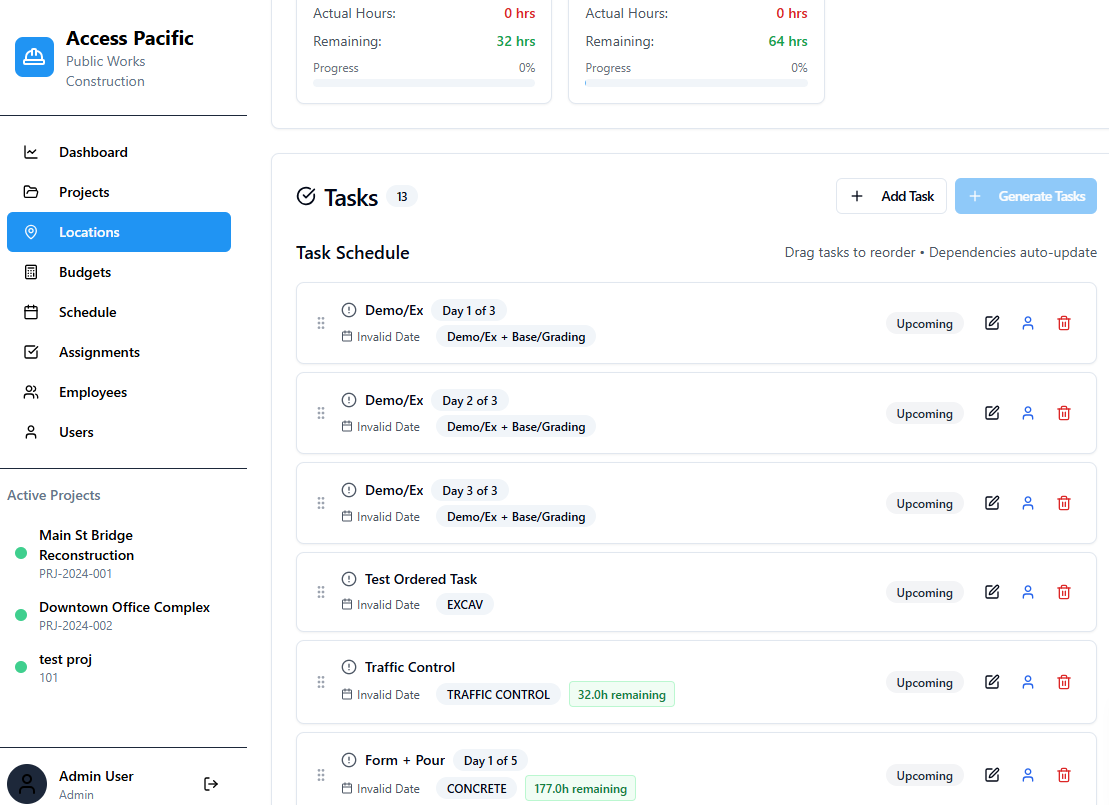 Access Pacific
Public Works
Construction
Dashboard
Projects
Locations
Budgets
Schedule
Assignments
Employees
Users
Active Projects
Main St Bridge
Reconstruction
PRJ-2024-001
Downtown Office Complex
PRJ-2024-002
test proj
101
Admin User
Admin
Actual Hours: 0 hrs
Remaining: 32 hrs
Progress 0%
Actual Hours: 0 hrs
Remaining: 64 hrs
Progress 0%
Tasks 13
Add Task
Generate Tasks
Task Schedule
Drag tasks to reorder • Dependencies auto-update
Demo/Ex Day 1 of 3
Invalid Date Demo/Ex + Base/Grading
Upcoming
Demo/Ex Day 2 of 3
Invalid Date Demo/Ex + Base/Grading
Upcoming
Demo/Ex Day 3 of 3
Invalid Date Demo/Ex + Base/Grading
Upcoming
Test Ordered Task
Invalid Date EXCAV
Upcoming
Traffic Control
Invalid Date TRAFFIC CONTROL 32.0h remaining
Upcoming
Form + Pour Day 1 of 5
Invalid Date CONCRETE 177.0h remaining
Upcoming